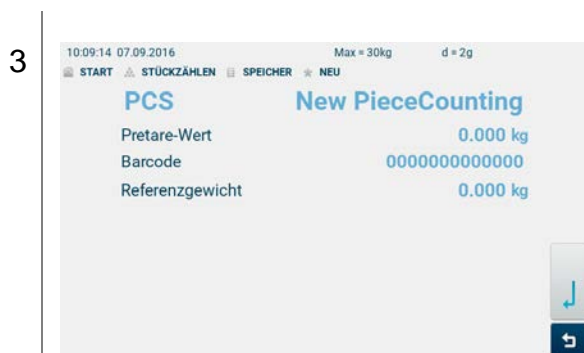 3
10:09:14 07.09.2016 Max = 30kg d = 2g
START STÜCKZÄHLEN SPEICHER NEU
PCS New PieceCounting
Pretare-Wert 0.000 kg
Barcode 0000000000000
Referenzgewicht 0.000 kg